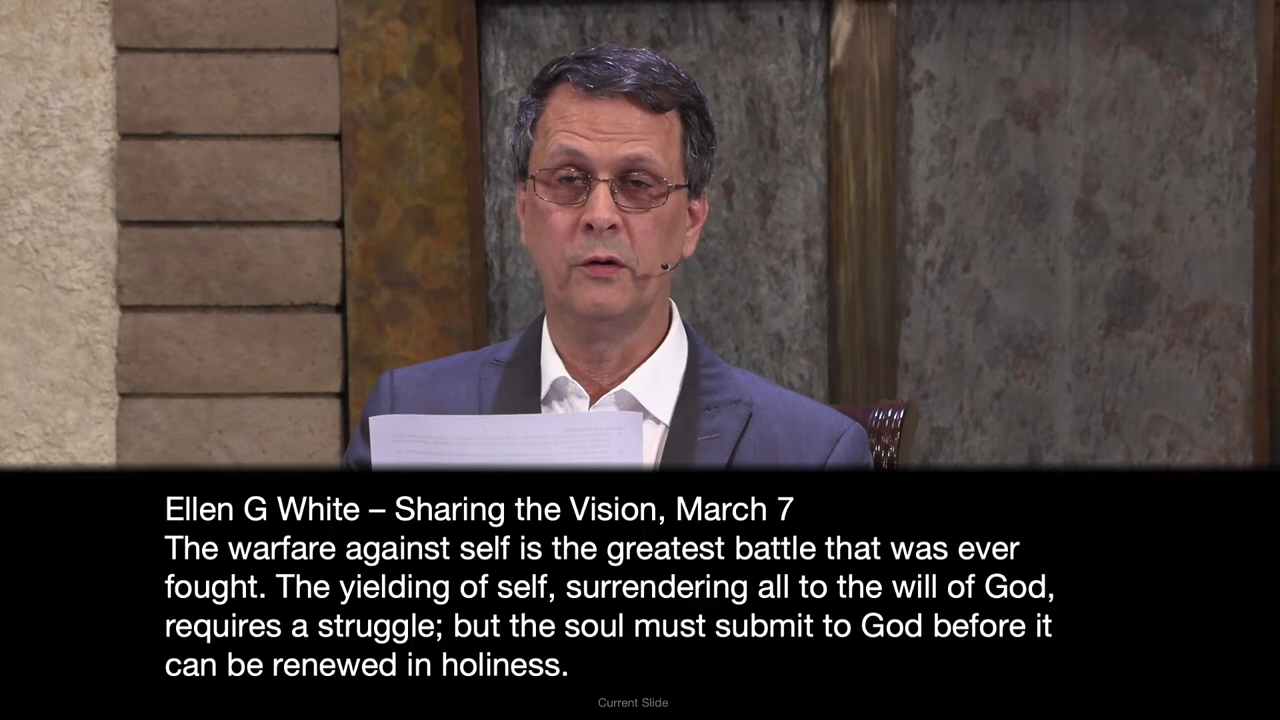 Ellen G White – Sharing the Vision, March 7
The warfare against self is the greatest battle that was ever
fought. The yielding of self, surrendering all to the will of God,
requires a struggle; but the soul must submit to God before it
can be renewed in holiness.
Current Slide